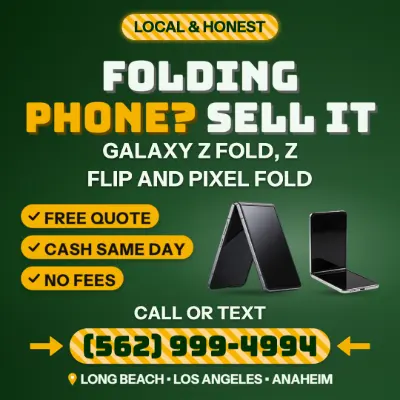 LOCAL & HONEST
FOLDING
PHONE? SELL IT
GALAXY Z FOLD, Z
FLIP AND PIXEL FOLD
FREE QUOTE
CASH SAME DAY
NO FEES
CALL OR TEXT
(562) 999-4994
LONG BEACH • LOS ANGELES • ANAHEIM